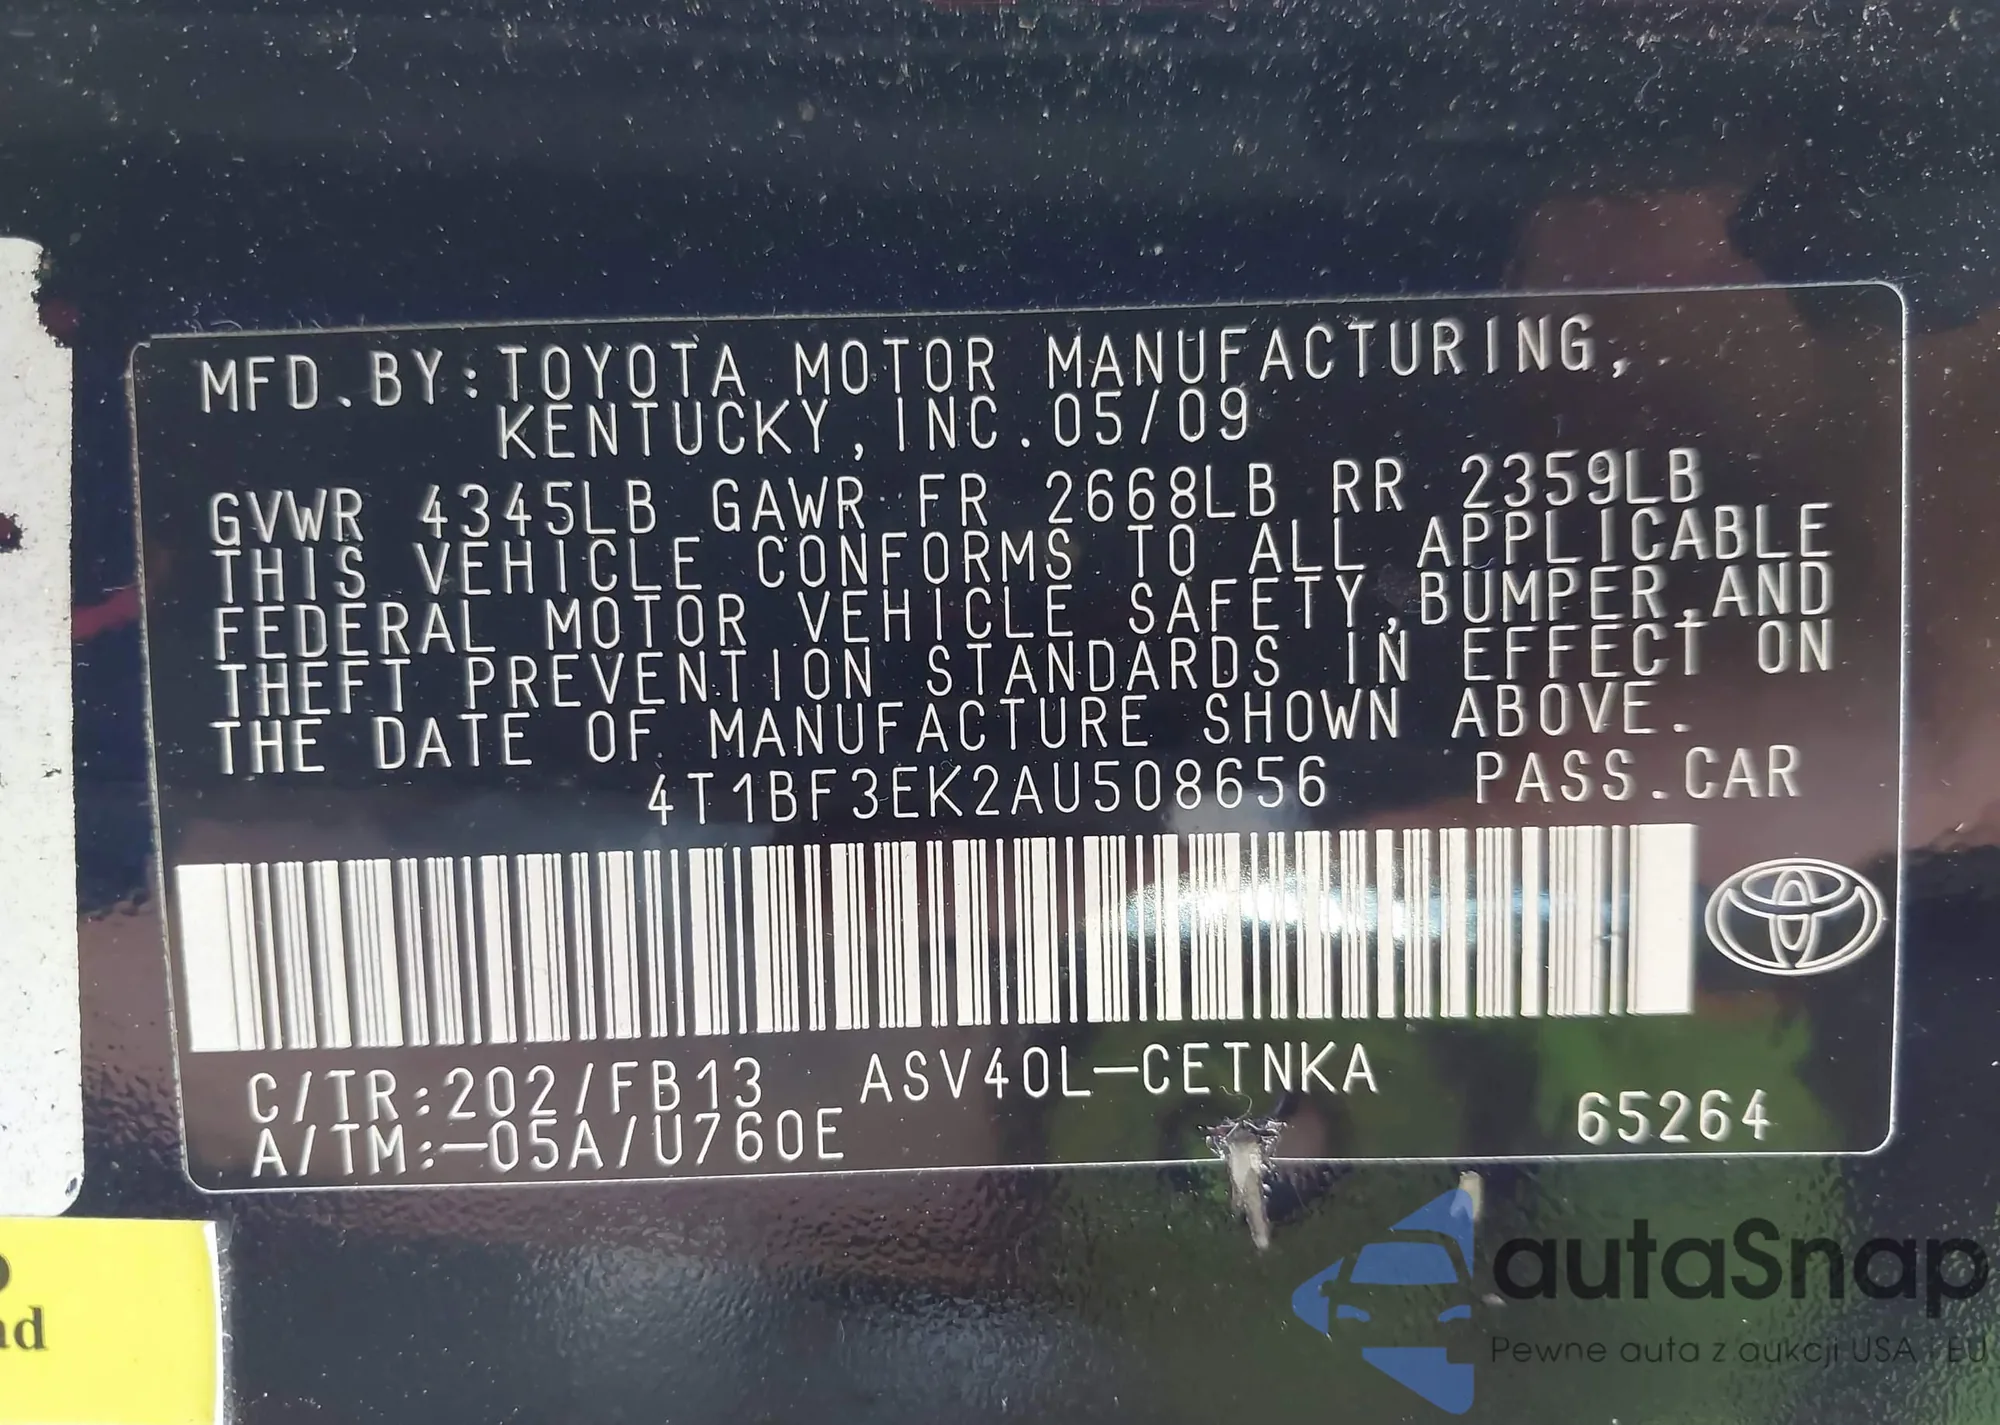 MFD.BY:TOYOTA MOTOR MANUFACTURING,
KENTUCKY,INC.05/09
GVWR 4345LB GAWR FR 2668LB RR 2359LB
THIS VEHICLE CONFORMS TO ALL APPLICABLE
FEDERAL MOTOR VEHICLE SAFETY,BUMPER,AND
THEFT PREVENTION STANDARDS IN EFFECT ON
THE DATE OF MANUFACTURE SHOWN ABOVE.
4T1BF3EK2AU508656 PASS.CAR
C/TR:202/FB13 ASV40L-CETNKA
A/TM:-05A/U760E 65264
autaSnap
Pewne auta z aukcji USA i EU